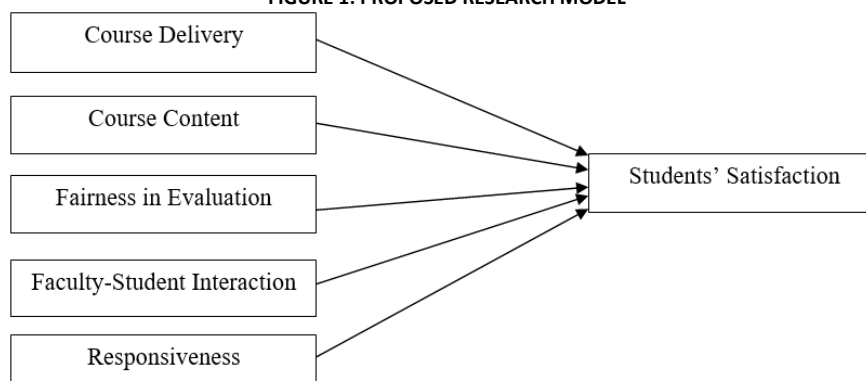 FIGURE 1: PROPOSED RESEARCH MODEL
Course Delivery
Course Content
Fairness in Evaluation
Faculty-Student Interaction
Responsiveness
Students’ Satisfaction